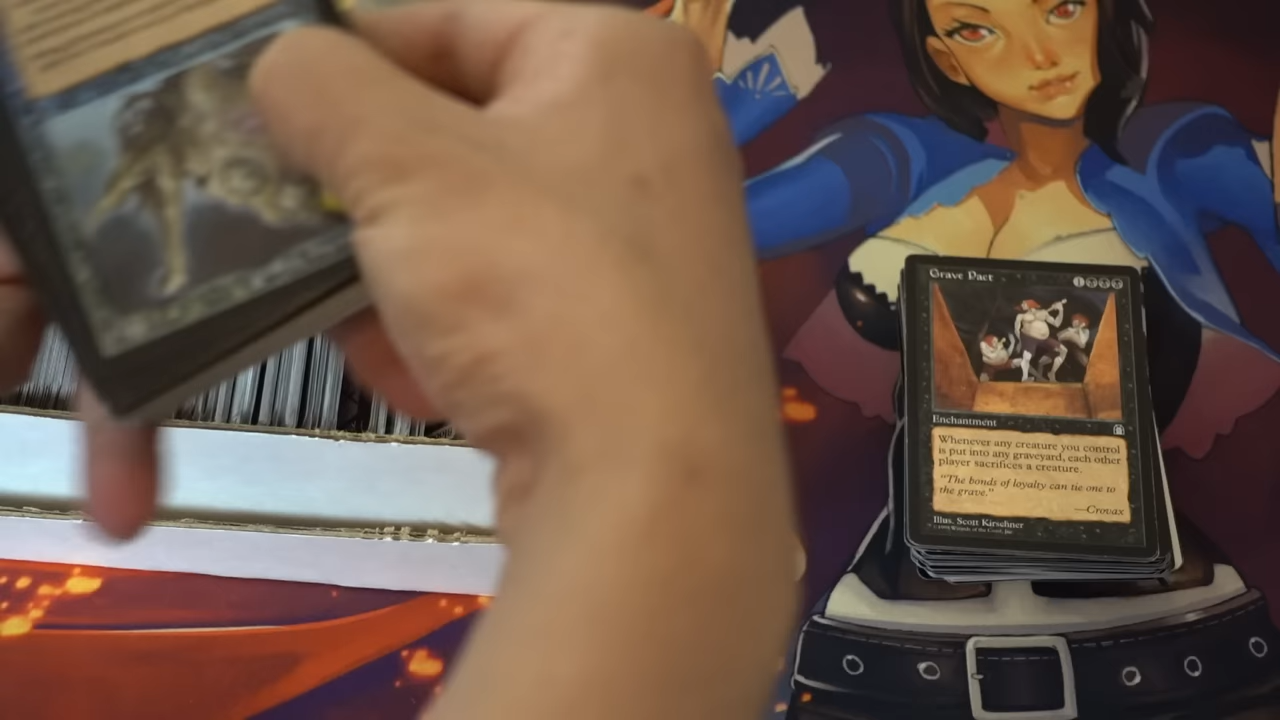 Grave Pact
Enchantment
Whenever any creature you control
is put into any graveyard, each other
player sacrifices a creature.
"The bonds of loyalty can tie one to
the grave."
—Crovax
Illus. Scott Kirschner